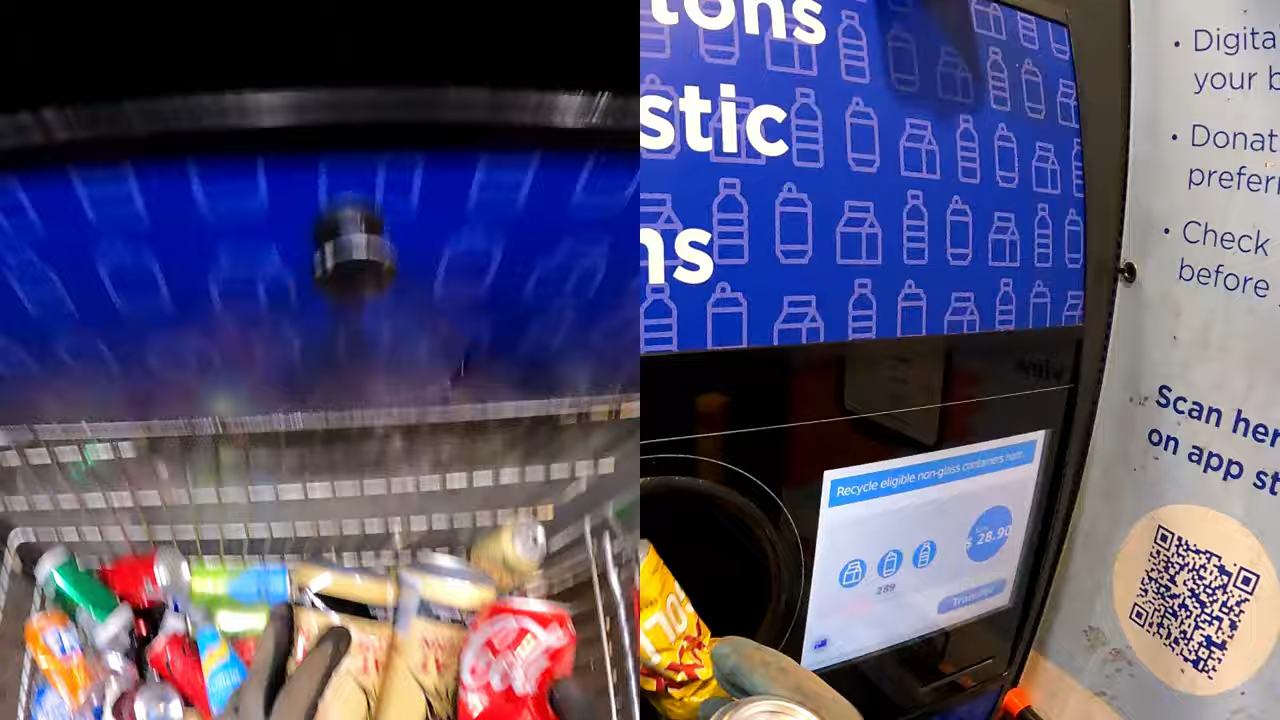 tons
stic
ns
Recycle eligible non-glass containers here.
$ 28.90
289
Transfer
Digita
your b
Donat
prefer
Check
before
Scan her
on app st